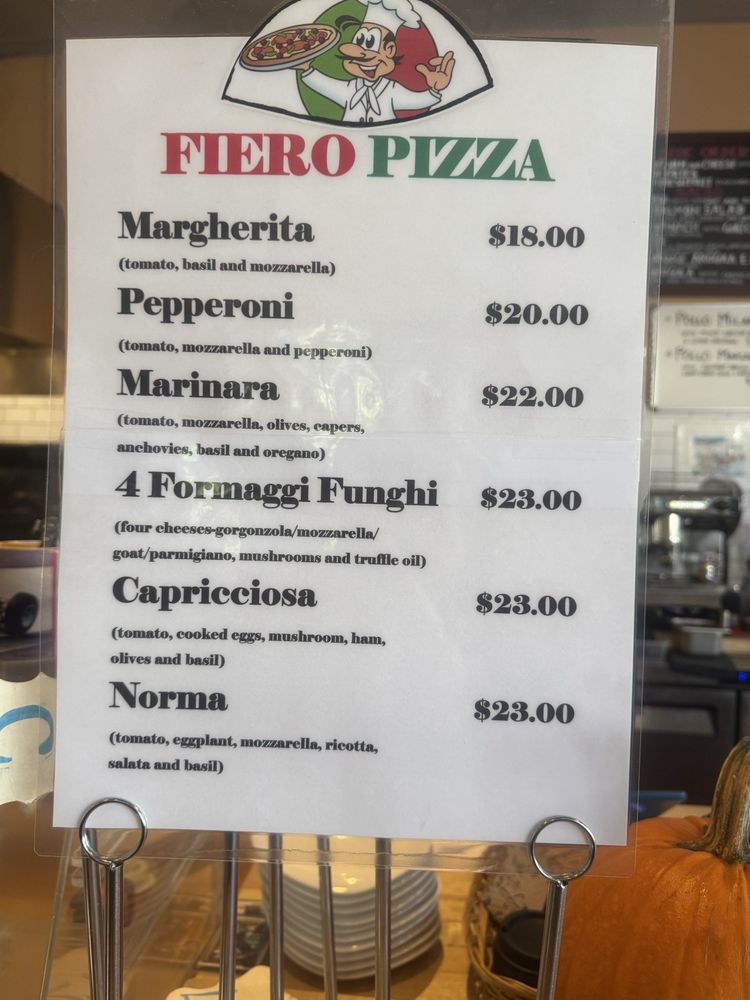 FIERO PIZZA
Margherita $18.00
(tomato, basil and mozzarella)
Pepperoni $20.00
(tomato, mozzarella and pepperoni)
Marinara $22.00
(tomato, mozzarella, olives, capers,
anchovies, basil and oregano)
4 Formaggi Funghi $23.00
(four cheeses-gorgonzola/mozzarella/
goat/parmigiano, mushrooms and truffle oil)
Capricciosa $23.00
(tomato, cooked eggs, mushroom, ham,
olives and basil)
Norma $23.00
(tomato, eggplant, mozzarella, ricotta,
salata and basil)